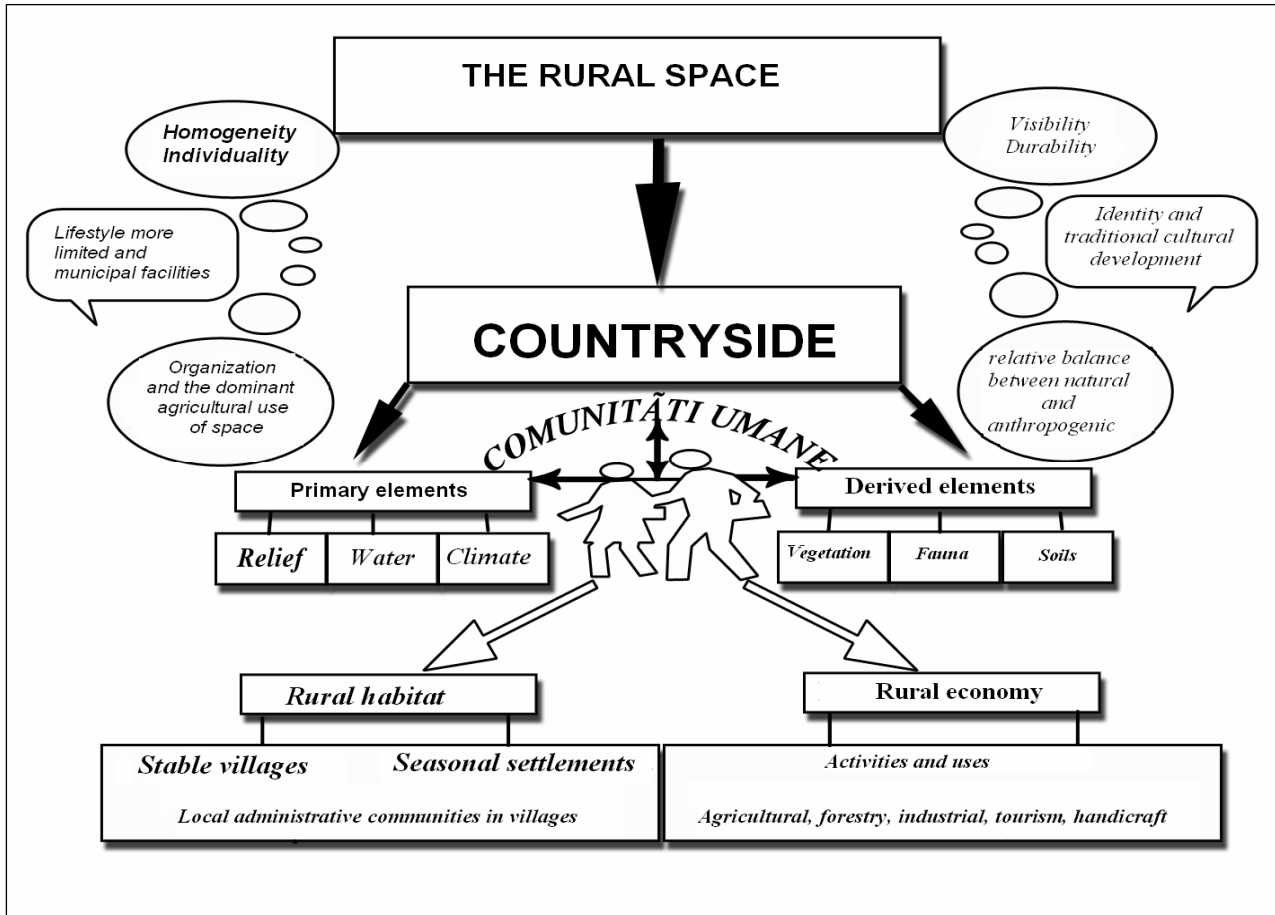 THE RURAL SPACE
Homogeneity
Individuality
Visibility
Durability
Lifestyle more
limited and
municipal facilities
Identity and
traditional cultural
development
COUNTRYSIDE
Organization
and the dominant
agricultural use
of space
relative balance
between natural
and
anthropogenic
COMUNITÃTI UMANE
Primary elements
Derived elements
Relief
Water
Climate
Vegetation
Fauna
Soils
Rural habitat
Rural economy
Stable villages
Seasonal settlements
Local administrative communities in villages
Activities and uses
Agricultural, forestry, industrial, tourism, handicraft